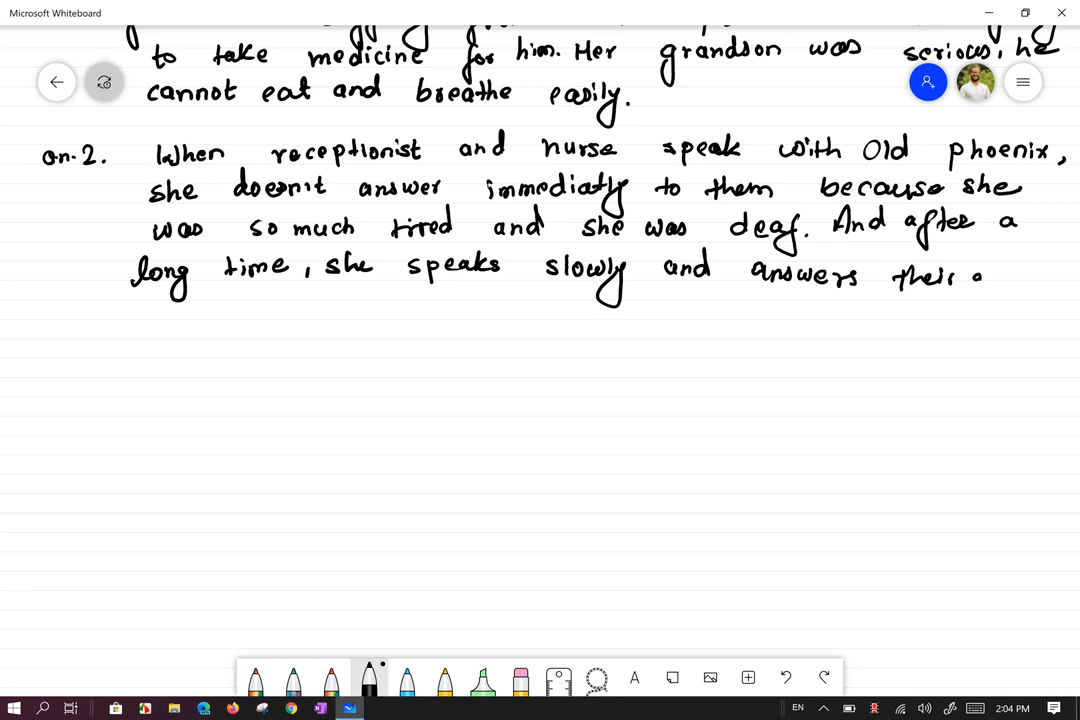 Microsoft Whiteboard
to take medicine for him. Her grandson was serious, he
cannot eat and breathe easily.
on-2. When receptionist and nurse speak with Old phoenix,
she doesn't answer immediatly to them because she
was so much tired and she was deaf. And after a
long time, she speaks slowly and answers their
A
EN
2:04 PM